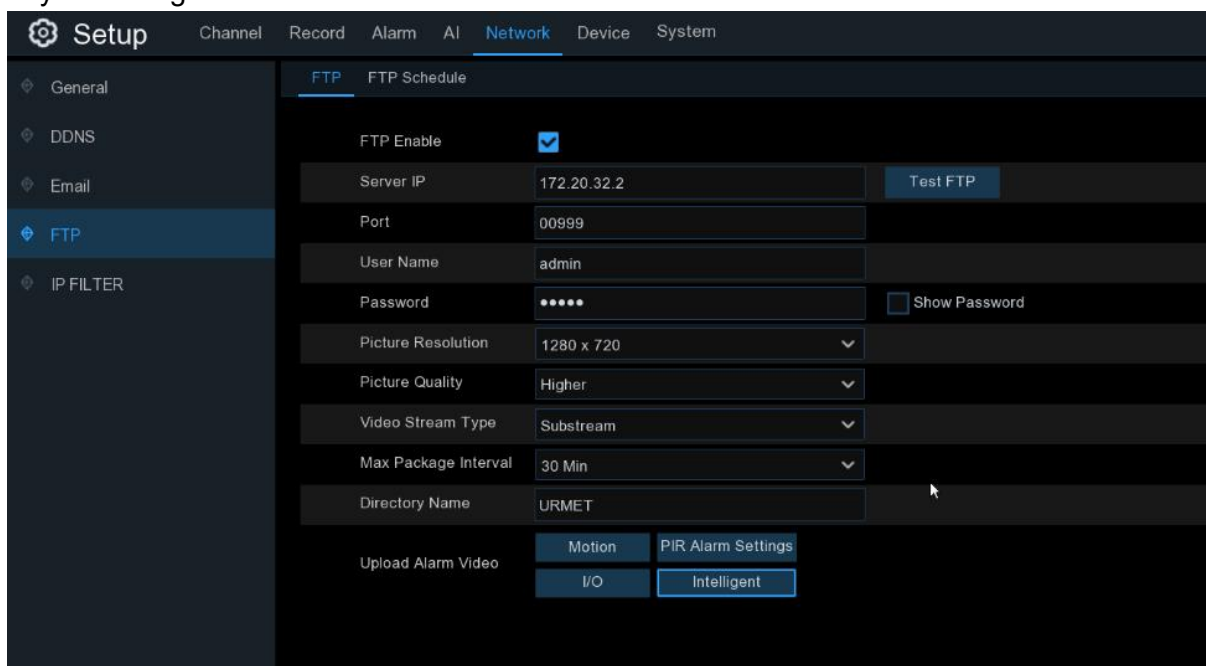 Setup Channel Record Alarm AI Network Device System
General
DDNS
Email
FTP
IP FILTER
FTP FTP Schedule
FTP Enable
Server IP 172.20.32.2 Test FTP
Port 00999
User Name admin
Password ••••• Show Password
Picture Resolution 1280 x 720
Picture Quality Higher
Video Stream Type Substream
Max Package Interval 30 Min
Directory Name URMET
Upload Alarm Video
Motion PIR Alarm Settings
I/O Intelligent